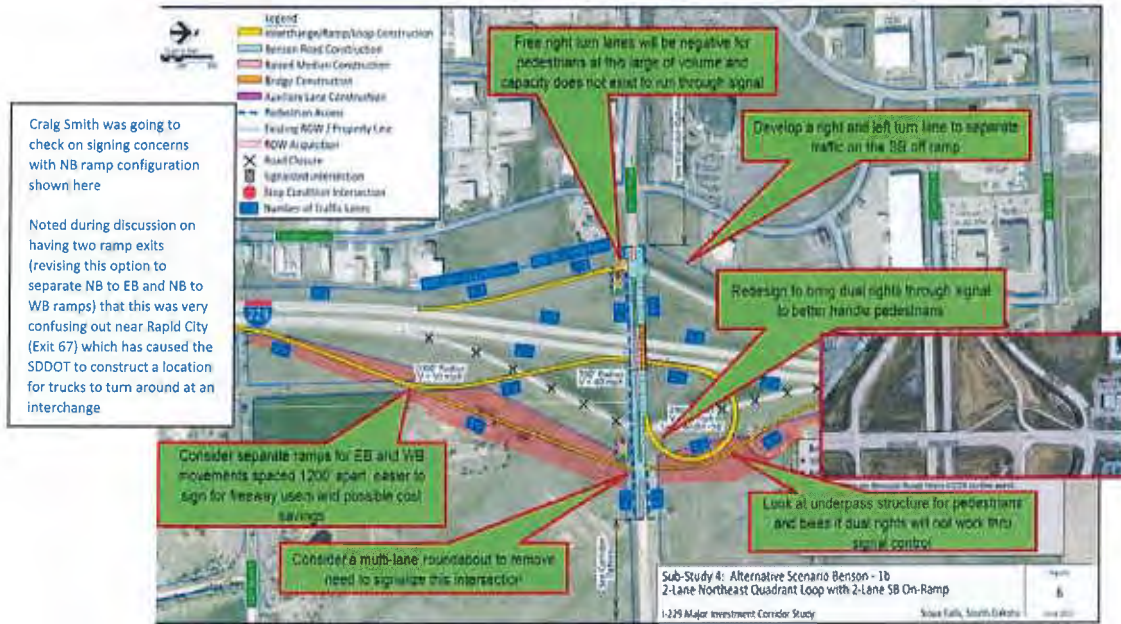 Legend
Interchange/Ramp/Loop Construction
Benson Road Construction
Raised Median Construction
Bridge Construction
Auxiliary Lane Construction
Pedestrian Access
Existing ROW / Property Line
ROW Acquisition
Road Closure
Signalized Intersection
Stop Condition Intersection
Number of Traffic Lanes
Craig Smith was going to
check on signing concerns
with NB ramp configuration
shown here
Noted during discussion on
having two ramp exits
(revising this option to
separate NB to EB and NB to
WB ramps) that this was very
confusing out near Rapid City
(Exit 67) which has caused the
SDDOT to construct a location
for trucks to turn around at an
interchange
Free right turn lanes will be negative for
pedestrians at this large of volume and
capacity does not exist to run through signal
Develop a right and left turn lane to separate
traffic on the SB off ramp
Redesign to bring dual rights through signal
to better handle pedestrians
229
Consider separate ramps for EB and WB
movements spaced 1200' apart, easier to
sign for freeway users and possible cost
savings
Look at underpass structure for pedestrians
and bikes if dual rights will not work thru
signal control
Consider a multi-lane roundabout to remove
need to signalize this intersection
Sub-Study 4: Alternative Scenario Benson - 1b
2-Lane Northeast Quadrant Loop with 2-Lane SB On-Ramp
I-229 Major Investment Corridor Study
Sioux Falls, South Dakota
Figure
6